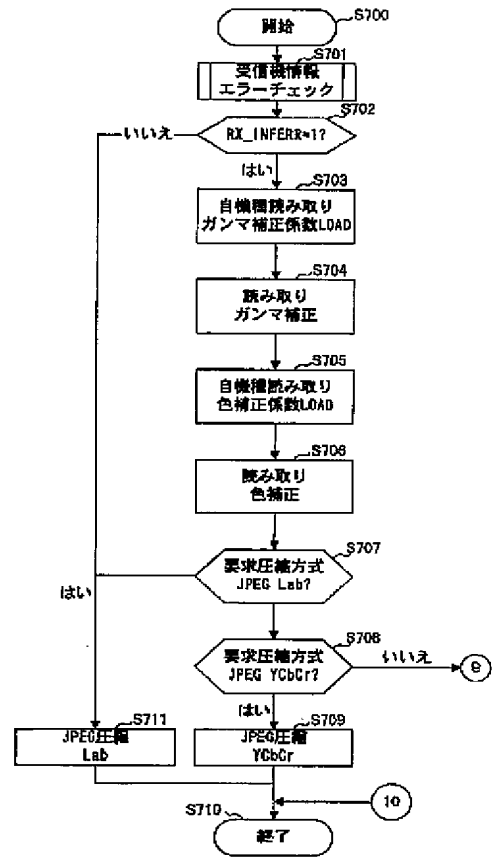 S700
開始
S701
受信機情報
エラーチェック
S702
いいえ
RX_INFERR=1?
はい
S703
自機種読み取り
ガンマ補正係数LOAD
S704
読み取り
ガンマ補正
S705
自機種読み取り
色補正係数LOAD
S706
読み取り
色補正
S707
要求圧縮方式
JPEG Lab?
はい
S708
要求圧縮方式
JPEG YCbCr?
いいえ
9
はい
S711
JPEG圧縮
Lab
S709
JPEG圧縮
YCbCr
10
S710
終了